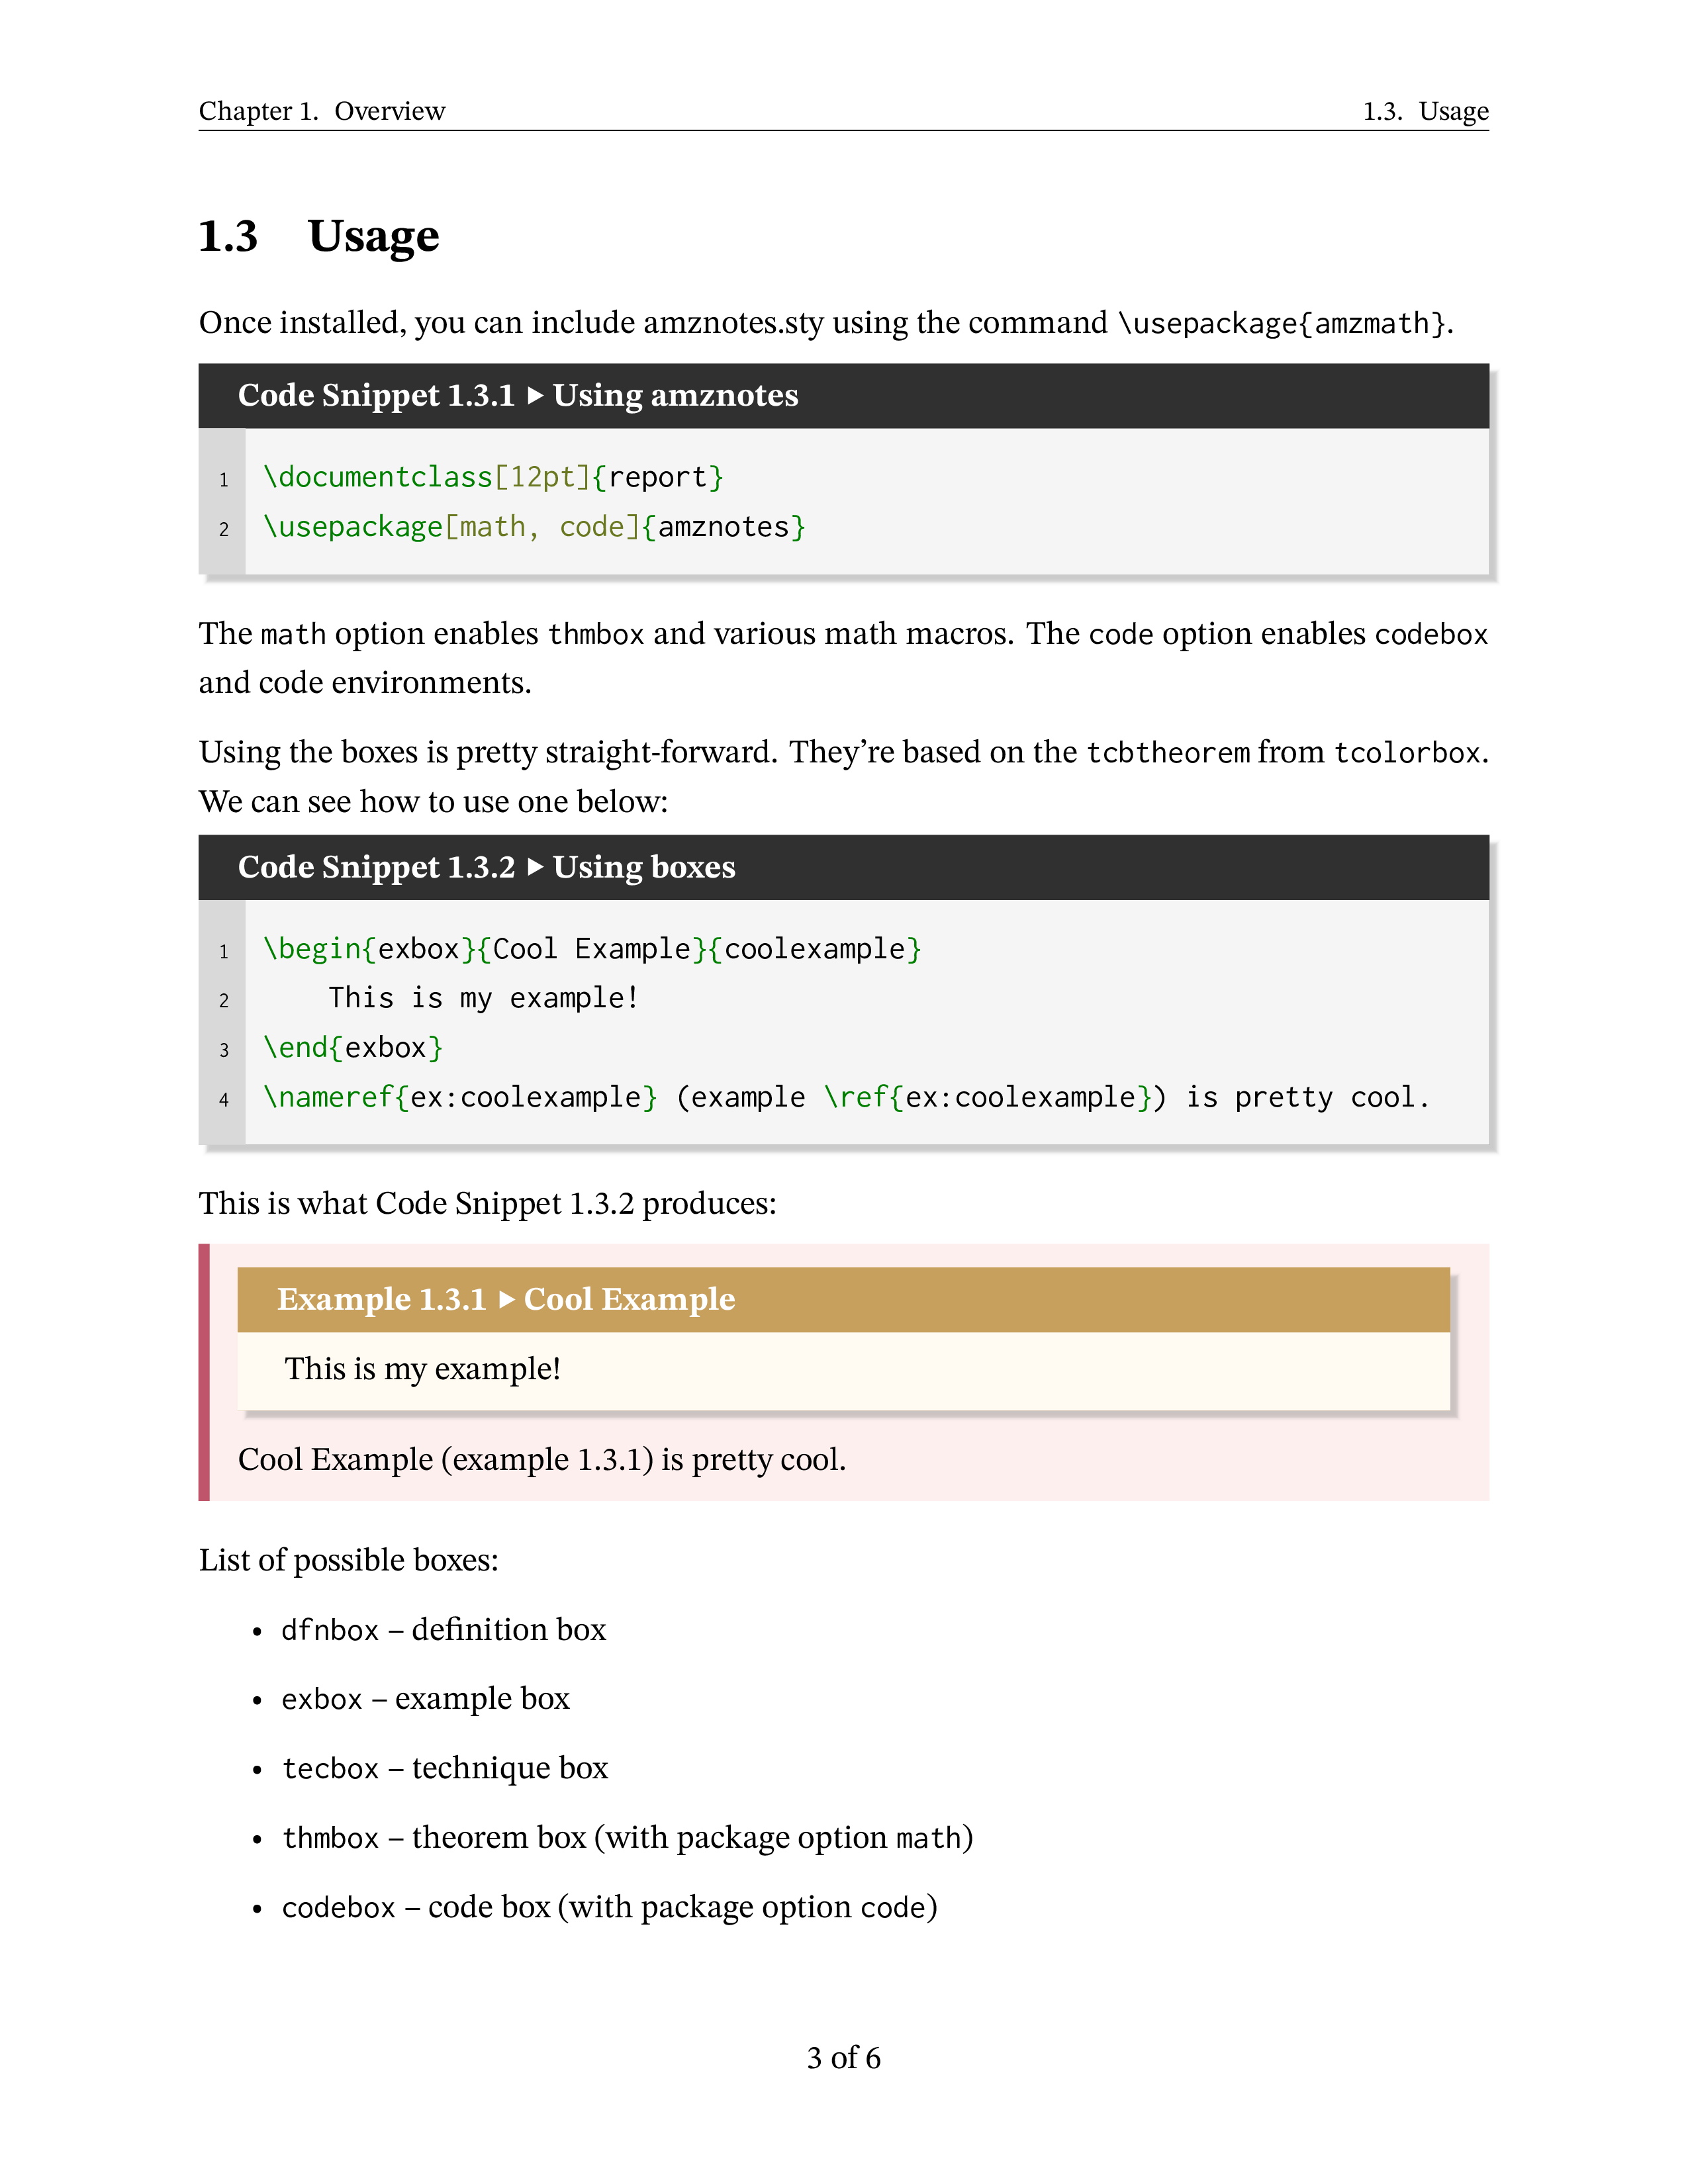 Chapter 1. Overview 1.3. Usage
1.3 Usage
Once installed, you can include amznotes.sty using the command \usepackage{amzmath}.
Code Snippet 1.3.1 ▶ Using amznotes
1 \documentclass[12pt]{report}
2 \usepackage[math, code]{amznotes}
The math option enables thmbox and various math macros. The code option enables codebox
and code environments.
Using the boxes is pretty straight-forward. They’re based on the tcbtheorem from tcolorbox.
We can see how to use one below:
Code Snippet 1.3.2 ▶ Using boxes
1 \begin{exbox}{Cool Example}{coolexample}
2     This is my example!
3 \end{exbox}
4 \nameref{ex:coolexample} (example \ref{ex:coolexample}) is pretty cool.
This is what Code Snippet 1.3.2 produces:
Example 1.3.1 ▶ Cool Example
This is my example!
Cool Example (example 1.3.1) is pretty cool.
List of possible boxes:
• dfnbox – definition box
• exbox – example box
• tecbox – technique box
• thmbox – theorem box (with package option math)
• codebox – code box (with package option code)
3 of 6